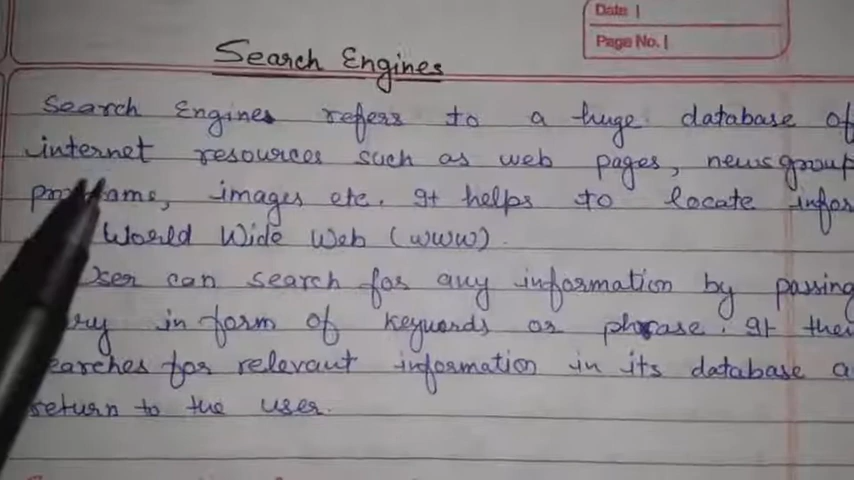 Date |
Page No. |
Search Engines
Search Engines refers to a huge database of
internet resources such as web pages, newsgroup
images etc. It helps to locate infor
World Wide Web (WWW).
User can search for any information by passing
in form of keywords or phrase. It then
searches for relevant information in its database a
return to the user.